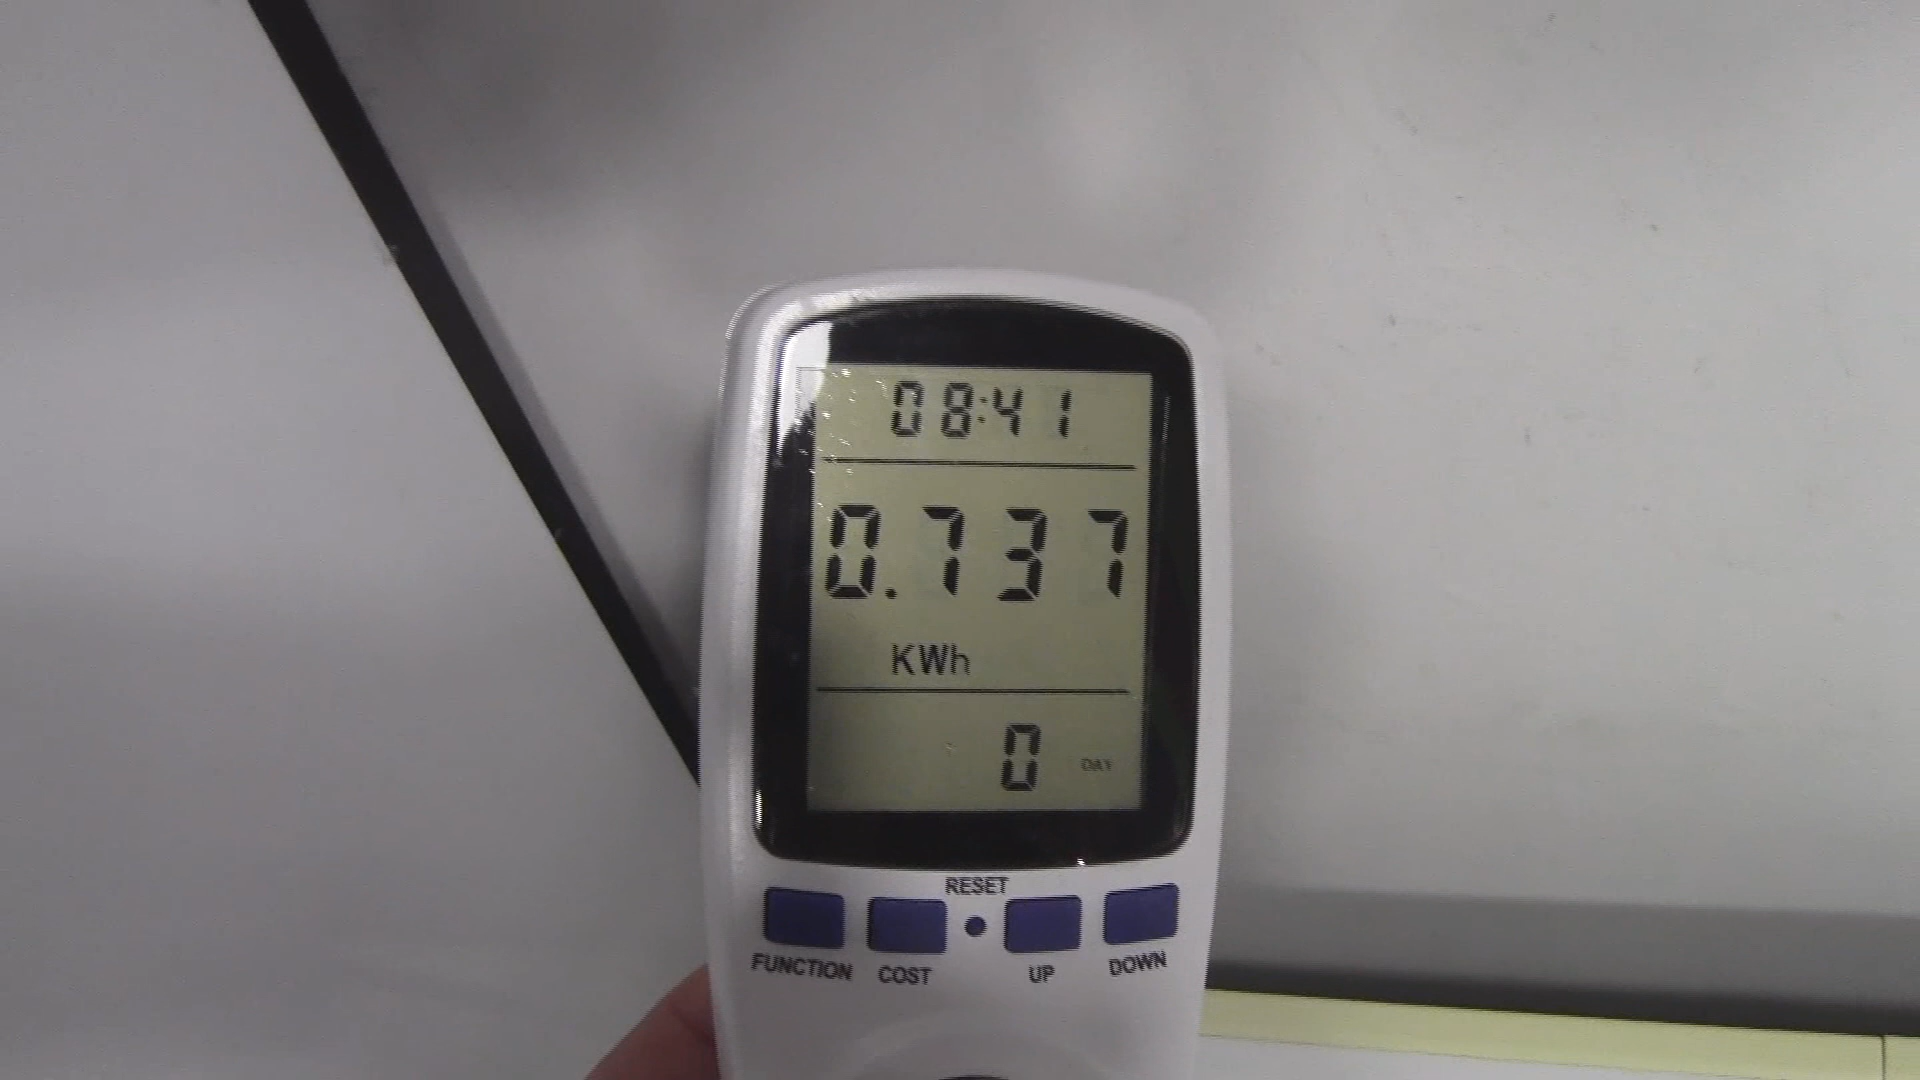 08:41
0.737
KWh
0 DAY
RESET
FUNCTION COST UP DOWN